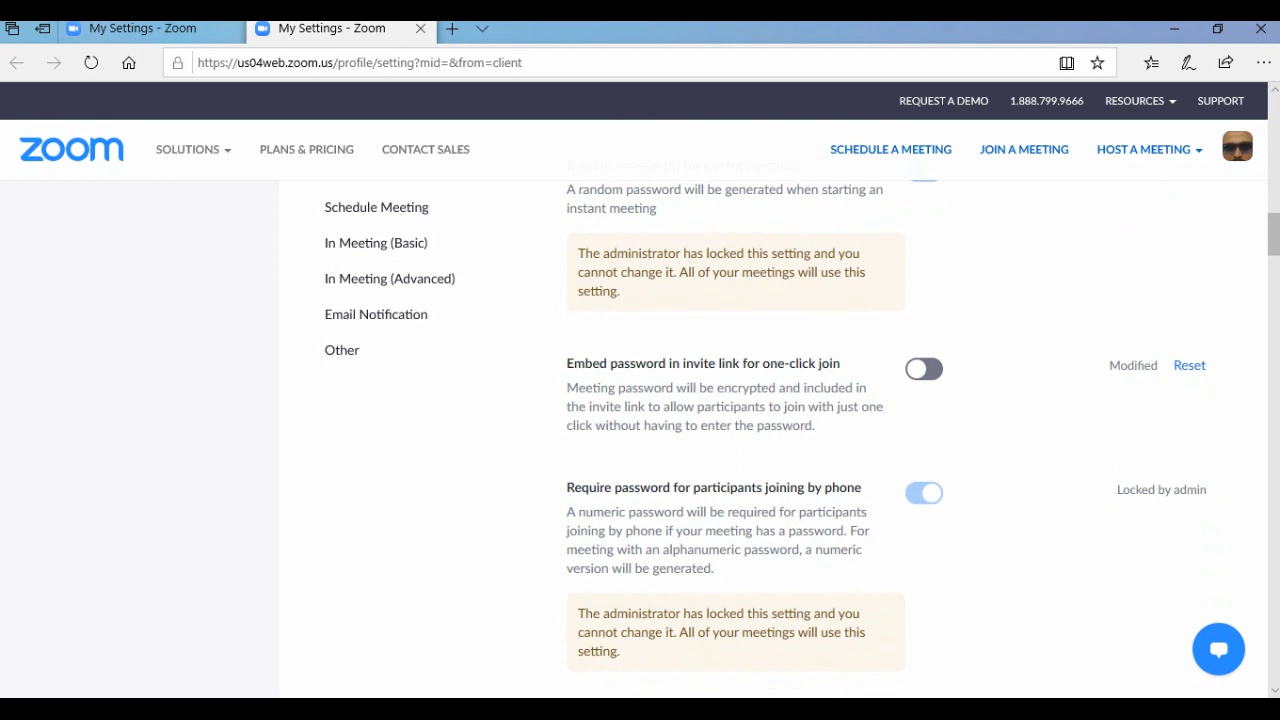 My Settings - Zoom
My Settings - Zoom
https://us04web.zoom.us/profile/setting?mid=&from=client
REQUEST A DEMO
1.888.799.9666
RESOURCES
SUPPORT
zoom
SOLUTIONS
PLANS & PRICING
CONTACT SALES
SCHEDULE A MEETING
JOIN A MEETING
HOST A MEETING
Schedule Meeting
In Meeting (Basic)
In Meeting (Advanced)
Email Notification
Other
A random password will be generated when starting an
instant meeting
The administrator has locked this setting and you
cannot change it. All of your meetings will use this
setting.
Embed password in invite link for one-click join
Modified
Reset
Meeting password will be encrypted and included in
the invite link to allow participants to join with just one
click without having to enter the password.
Require password for participants joining by phone
Locked by admin
A numeric password will be required for participants
joining by phone if your meeting has a password. For
meeting with an alphanumeric password, a numeric
version will be generated.
The administrator has locked this setting and you
cannot change it. All of your meetings will use this
setting.